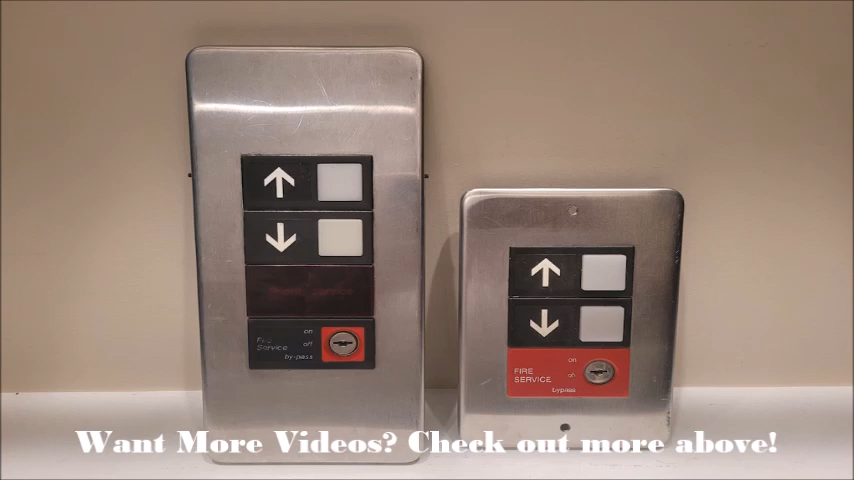 on
Fire
Service
off
by-pass
on
FIRE
SERVICE
off
bypass
Want More Videos? Check out more above!